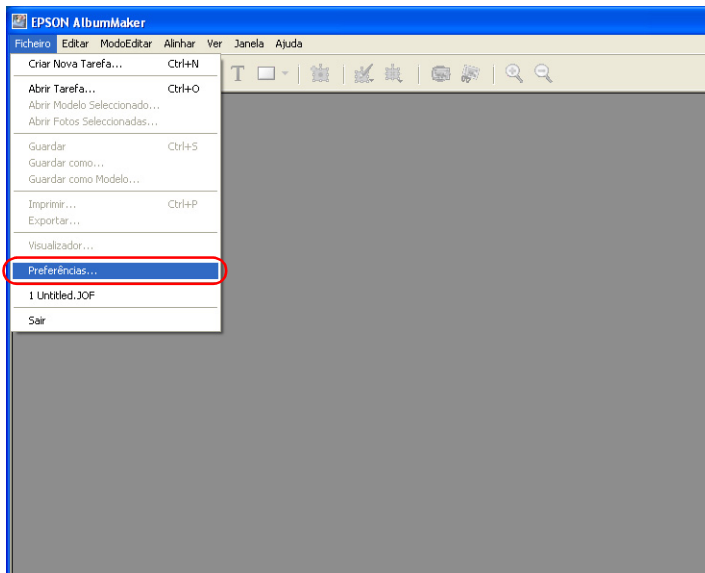 EPSON AlbumMaker
Ficheiro Editar ModoEditar Alinhar Ver Janela Ajuda
Criar Nova Tarefa... Ctrl+N
Abrir Tarefa... Ctrl+O
Abrir Modelo Seleccionado...
Abrir Fotos Seleccionadas...
Guardar Ctrl+S
Guardar como...
Guardar como Modelo...
Imprimir... Ctrl+P
Exportar...
Visualizador...
Preferências...
1 Untitled.JOF
Sair
T